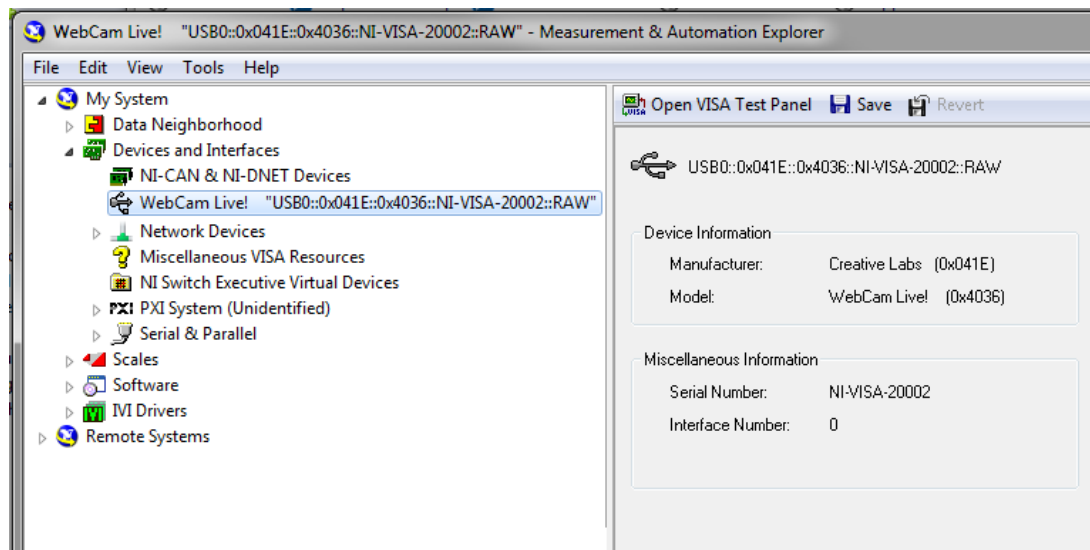 WebCam Live! "USB0::0x041E::0x4036::NI-VISA-20002::RAW" - Measurement & Automation Explorer
File Edit View Tools Help
My System
Data Neighborhood
Devices and Interfaces
NI-CAN & NI-DNET Devices
WebCam Live! "USB0::0x041E::0x4036::NI-VISA-20002::RAW"
Network Devices
Miscellaneous VISA Resources
NI Switch Executive Virtual Devices
PXI PXI System (Unidentified)
Serial & Parallel
Scales
Software
IVI Drivers
Remote Systems
VISA Open VISA Test Panel Save Revert
USB0::0x041E::0x4036::NI-VISA-20002::RAW
Device Information
Manufacturer: Creative Labs (0x041E)
Model: WebCam Live! (0x4036)
Miscellaneous Information
Serial Number: NI-VISA-20002
Interface Number: 0